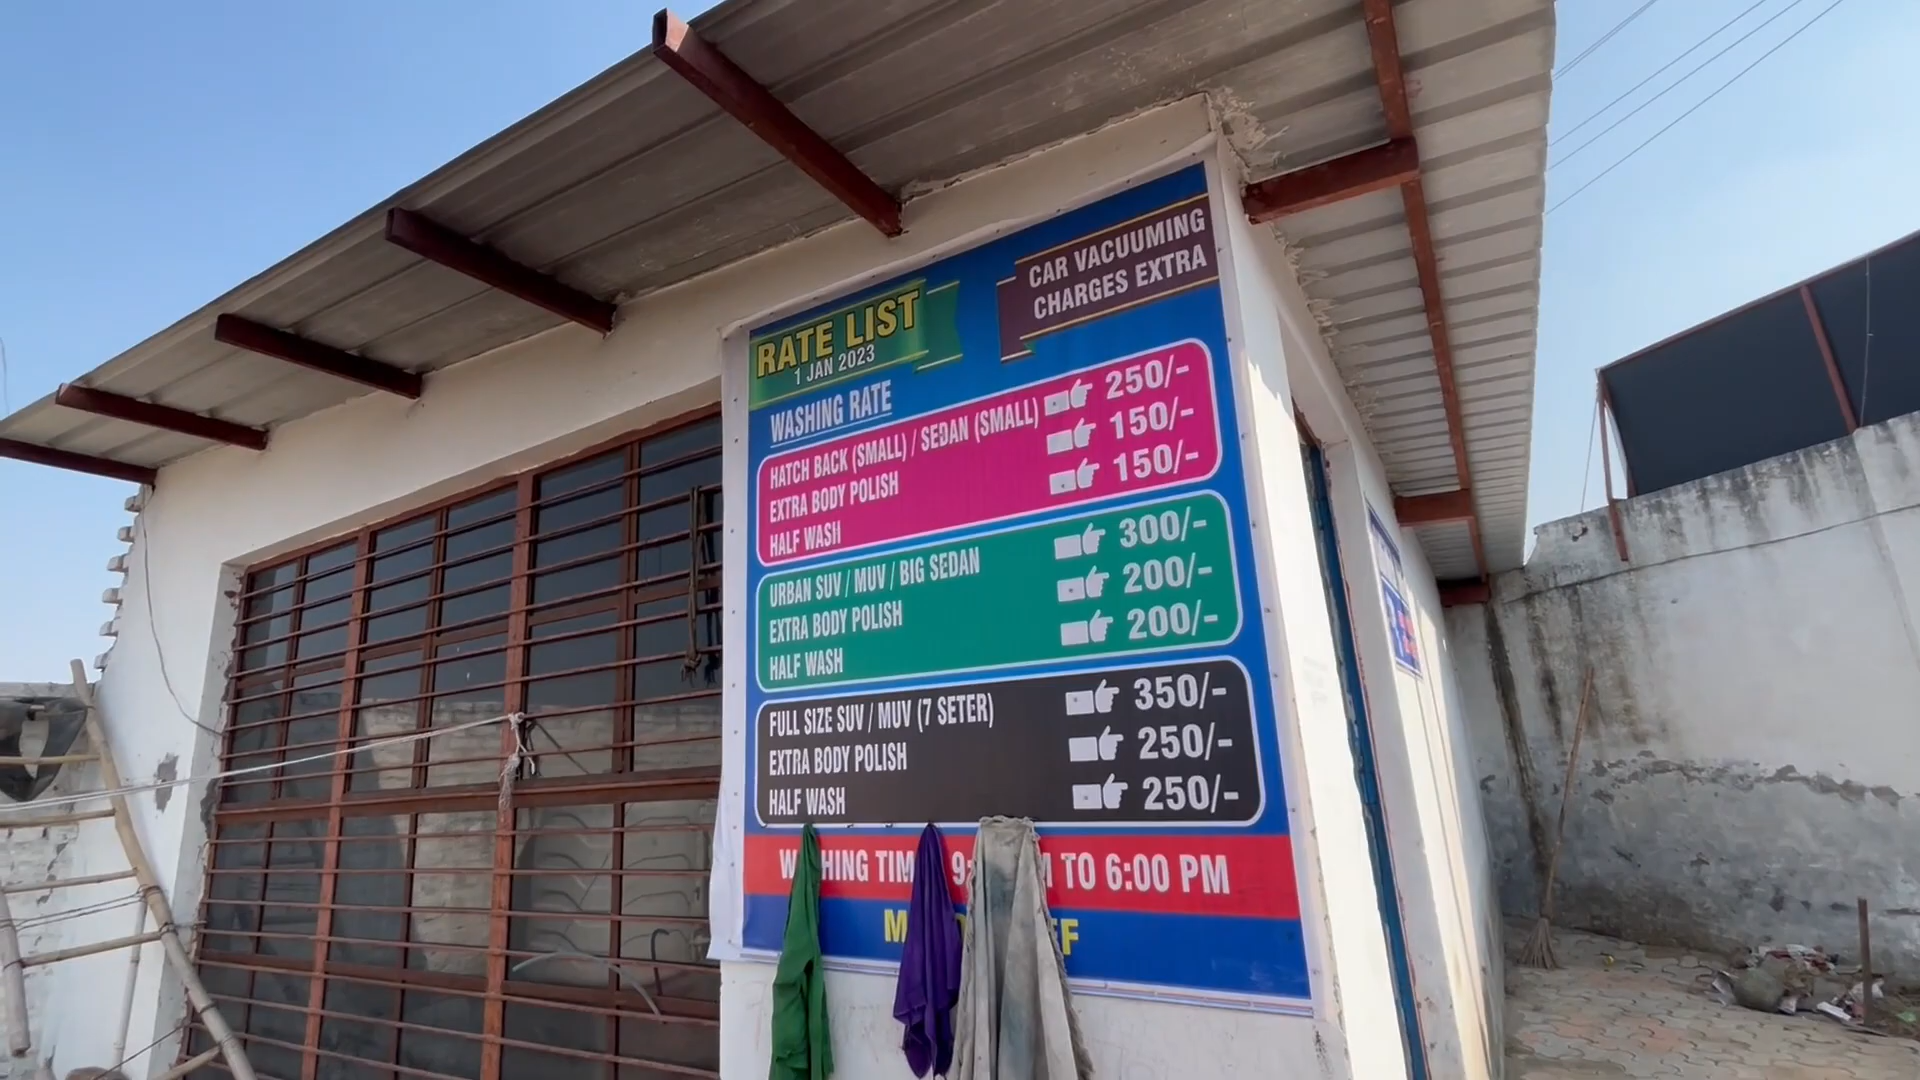 RATE LIST
1 JAN 2023
CAR VACUUMING
CHARGES EXTRA
WASHING RATE
HATCH BACK (SMALL) / SEDAN (SMALL) 250/-
EXTRA BODY POLISH 150/-
HALF WASH 150/-
URBAN SUV / MUV / BIG SEDAN 300/-
EXTRA BODY POLISH 200/-
HALF WASH 200/-
FULL SIZE SUV / MUV (7 SETER) 350/-
EXTRA BODY POLISH 250/-
HALF WASH 250/-
TO 6:00 PM